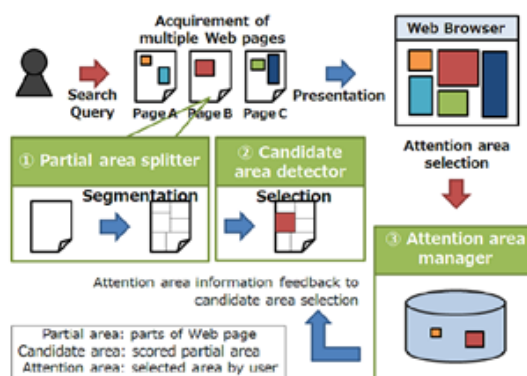 Acquirement of
multiple Web pages
Web Browser
Search
Query
Page A
Page B
Page C
Presentation
Attention area
selection
① Partial area splitter
Segmentation
② Candidate
area detector
Selection
③ Attention area
manager
Attention area information feedback to
candidate area selection
Partial area: parts of Web page
Candidate area: scored partial area
Attention area: selected area by user